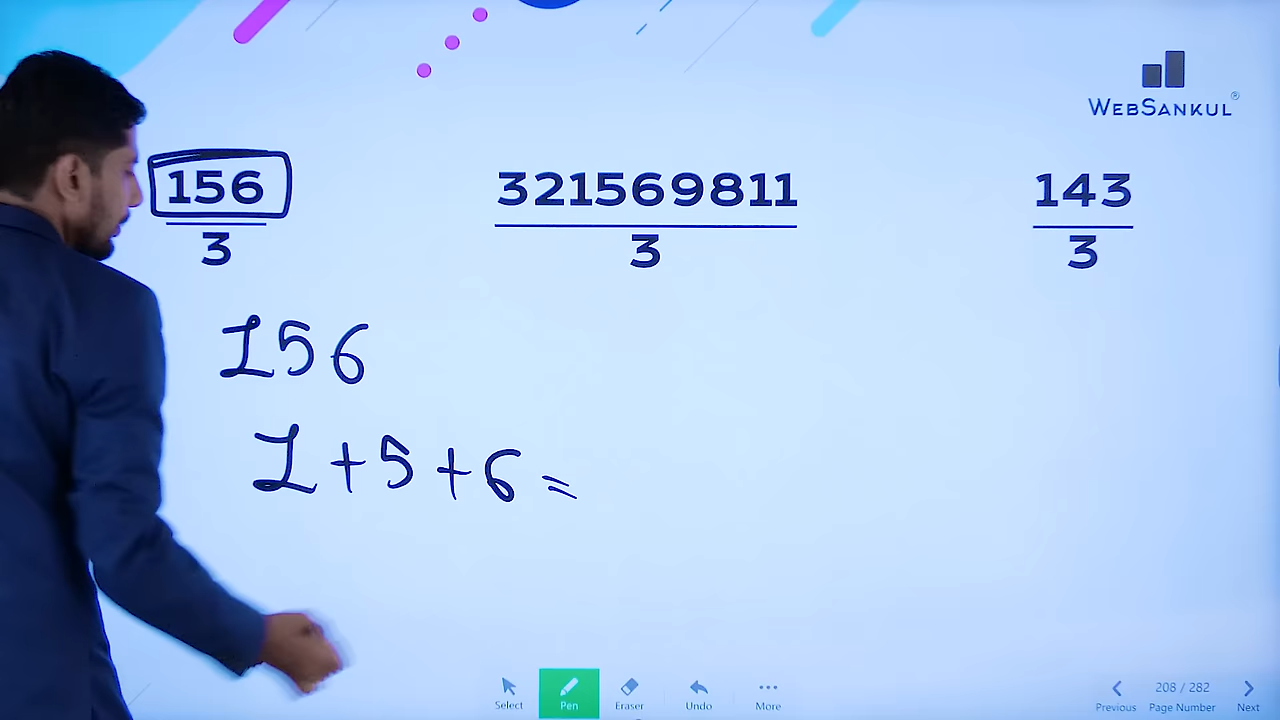 WEBSANKUL®
156
3
321569811
3
143
3
156
1+5+6=
Select
Pen
Eraser
Undo
More
Previous
208 / 282
Page Number
Next